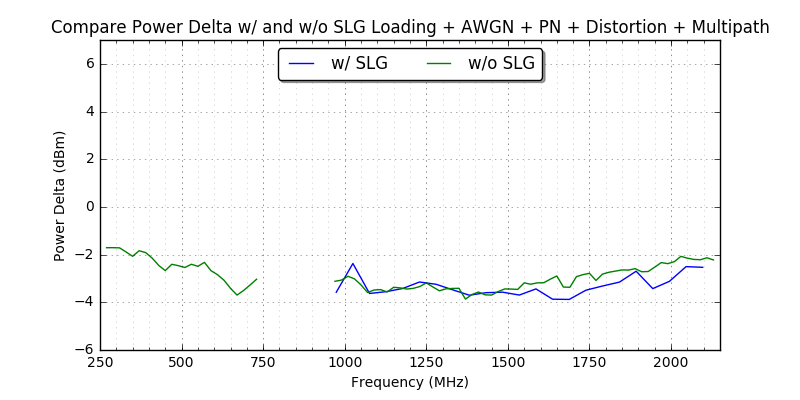 Compare Power Delta w/ and w/o SLG Loading + AWGN + PN + Distortion + Multipath
w/ SLG w/o SLG
6
4
2
0
−2
−4
−6
Power Delta (dBm)
250 500 750 1000 1250 1500 1750 2000
Frequency (MHz)